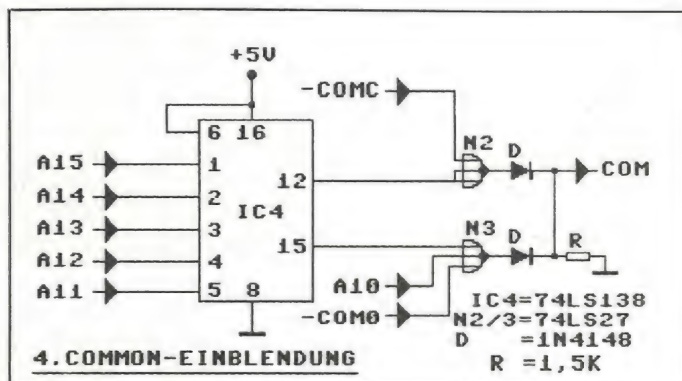 +5V
-COMC
6 16
N2
D
COM
A15
1
A14
2
12
A13
3
IC4
N3
D
A12
4
15
R
A11
5 8
A10
IC4=74LS138
-COM0
N2/3=74LS27
D =1N4148
R =1,5K
4.COMMON-EINBLENDUNG